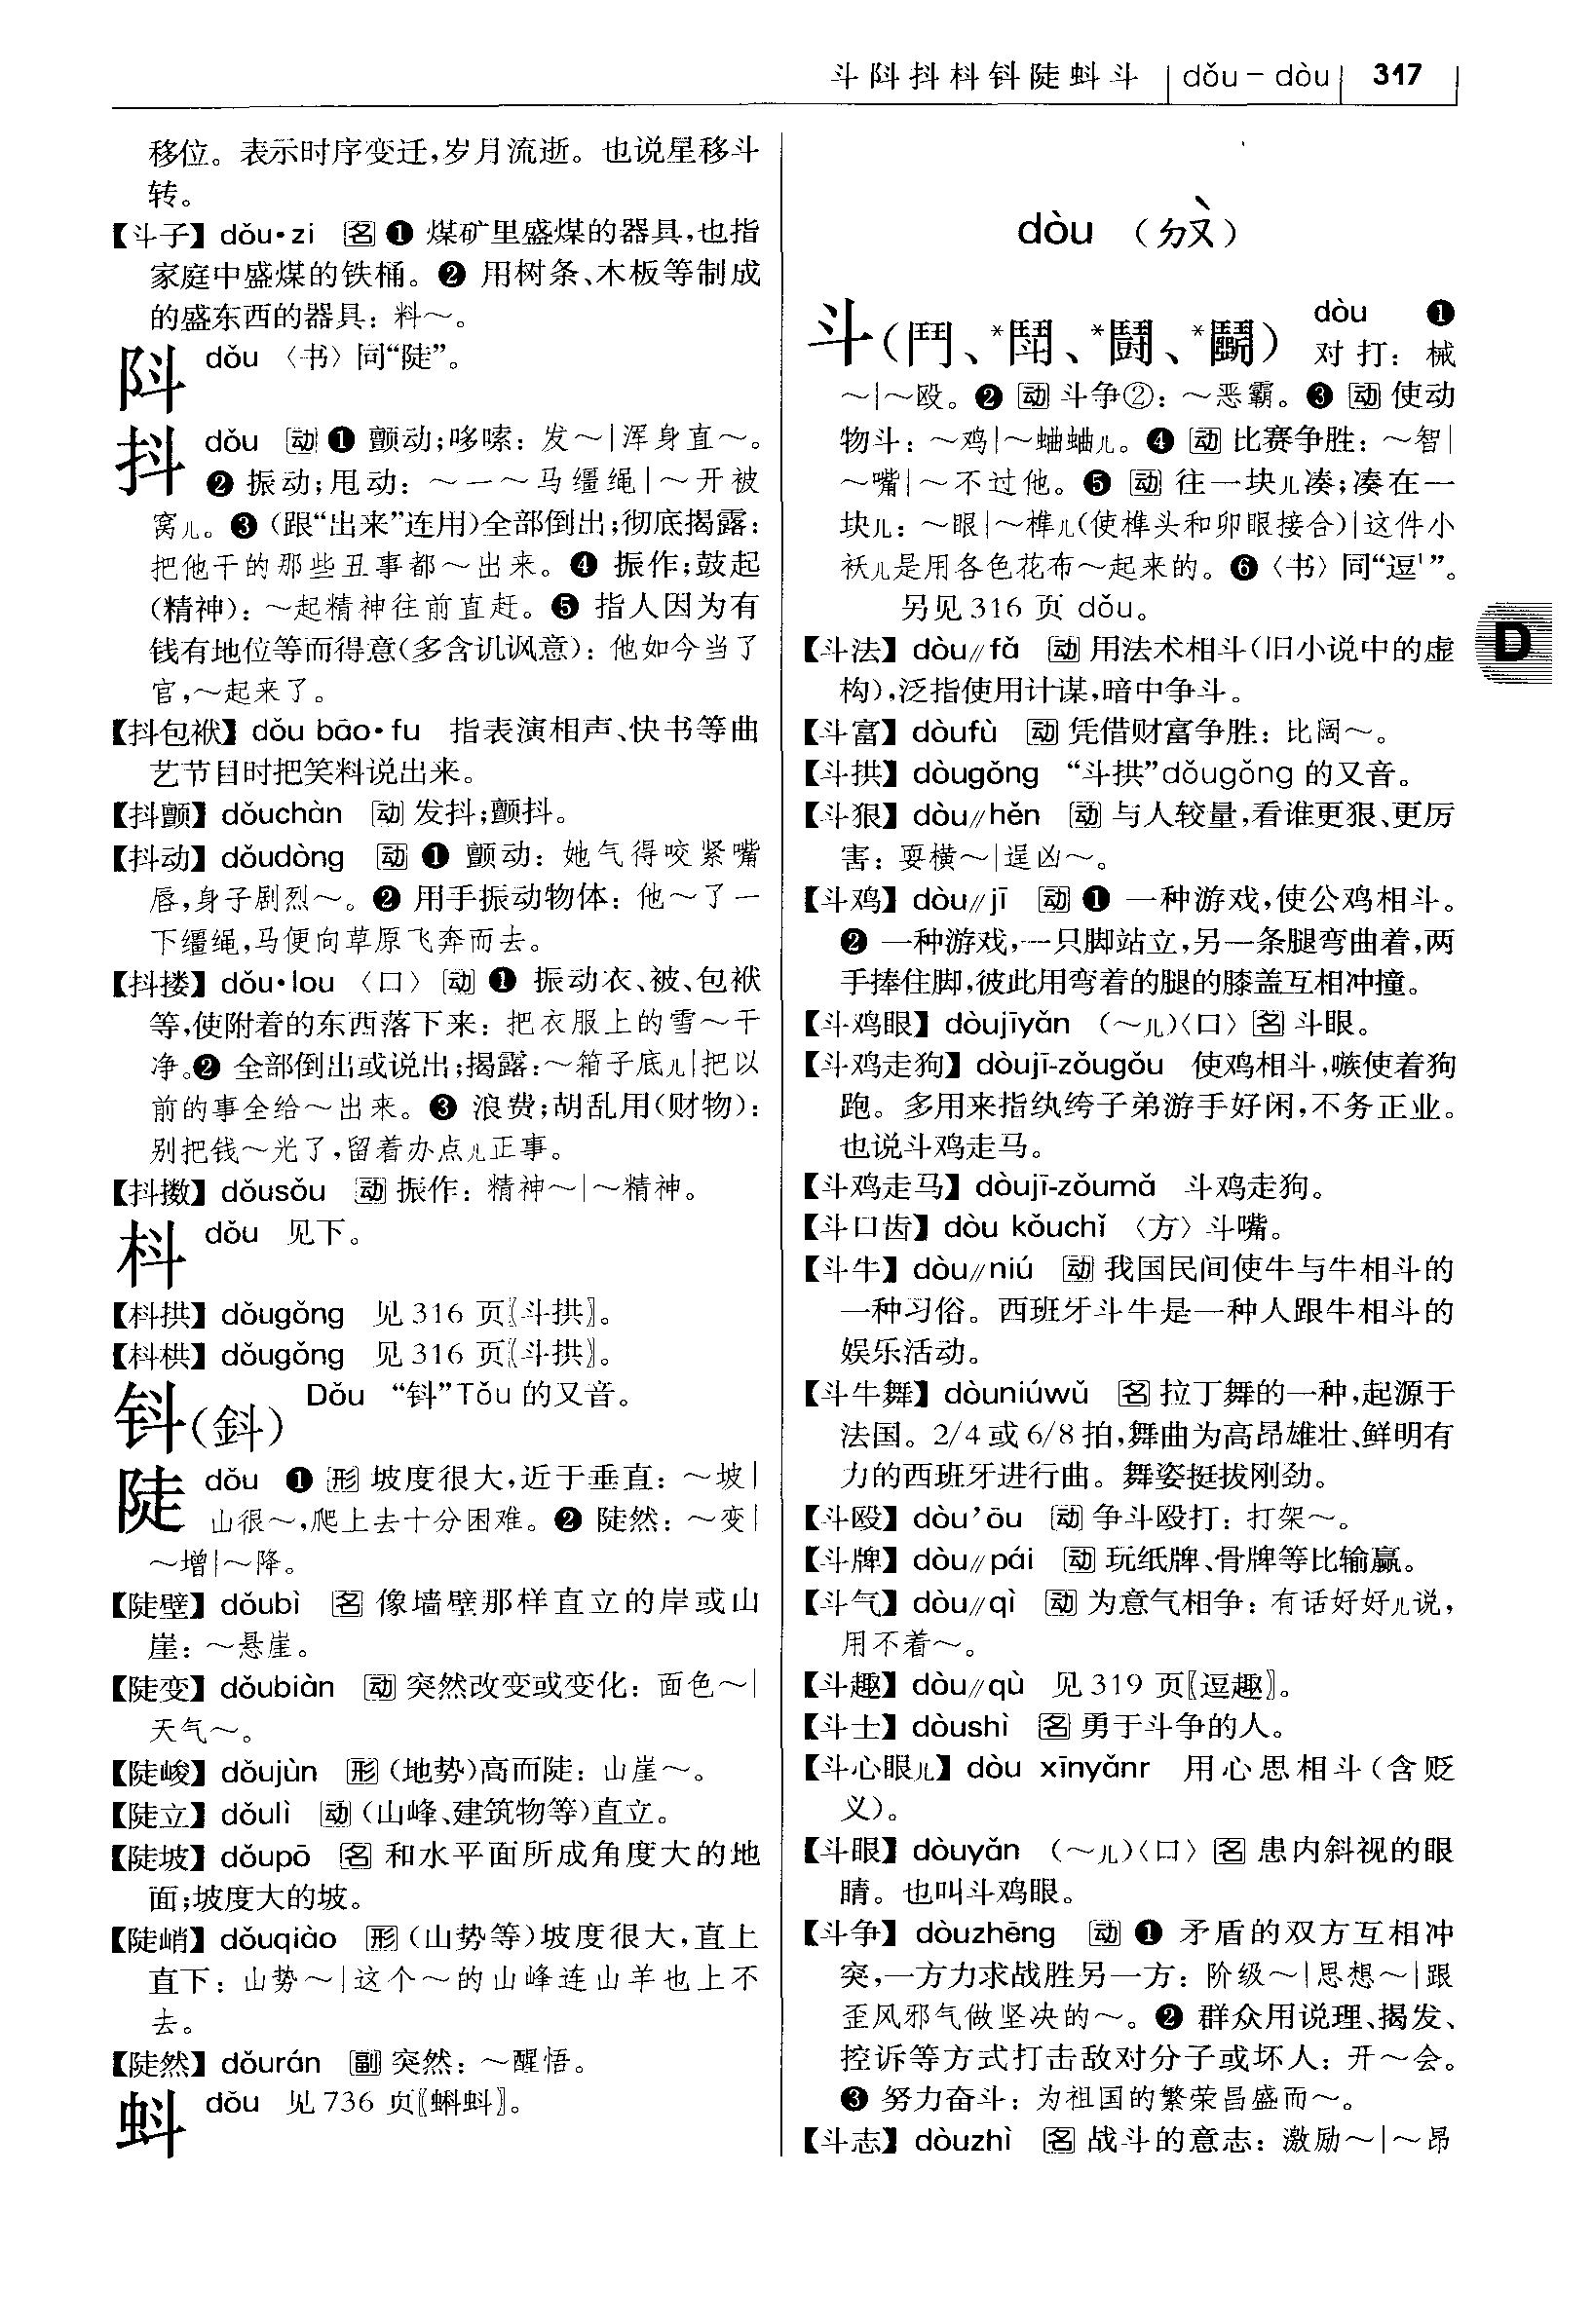 斗㪷抖枓钭陡蚪斗 dǒu－dòu 317
移位。表示时序变迁，岁月流逝。也说星移斗
转。
【斗子】dǒu•zi 名 ❶ 煤矿里盛煤的器具，也指
家庭中盛煤的铁桶。❷ 用树条、木板等制成
的盛东西的器具：料～。
阧 dǒu 〈书〉同“陡”。
抖 dǒu 动 ❶ 颤动；哆嗦：发～|浑身直～。
❷ 振动；甩动：～一～马缰绳|～开被
窝儿。❸（跟“出来”连用）全部倒出；彻底揭露：
把他干的那些丑事都～出来。❹ 振作；鼓起
（精神）：～起精神往前直赶。❺ 指人因为有
钱有地位等而得意（多含讥讽意）：他如今当了
官，～起来了。
【抖包袱】dǒu bāo•fu 指表演相声、快书等曲
艺节目时把笑料说出来。
【抖颤】dǒuchàn 动 发抖；颤抖。
【抖动】dǒudòng 动 ❶ 颤动：她气得咬紧嘴
唇，身子剧烈～。❷ 用手振动物体：他～了一
下缰绳，马便向草原飞奔而去。
【抖搂】dǒu•lou 〈口〉动 ❶ 振动衣、被、包袱
等，使附着的东西落下来：把衣服上的雪～干
净。❷ 全部倒出或说出；揭露：～箱子底儿|把以
前的事全给～出来。❸ 浪费；胡乱用（财物）：
别把钱～光了，留着办点儿正事。
【抖擞】dǒusǒu 动 振作：精神～|～精神。
枓 dǒu 见下。
【枓拱】dǒugǒng 见 316 页〖斗拱〗。
【枓栱】dǒugǒng 见 316 页〖斗拱〗。
钭（鈄） Dǒu “钭”Tǒu 的又音。
陡 dǒu ❶ 形 坡度很大，近于垂直：～坡|
山很～，爬上去十分困难。❷ 陡然：～变|
～增|～降。
【陡壁】dǒubì 名 像墙壁那样直立的岸或山
崖：～悬崖。
【陡变】dǒubiàn 动 突然改变或变化：面色～|
天气～。
【陡峻】dǒujùn 形（地势）高而陡：山崖～。
【陡立】dǒulì 动（山峰、建筑物等）直立。
【陡坡】dǒupō 名 和水平面所成角度大的地
面；坡度大的坡。
【陡峭】dǒuqiào 形（山势等）坡度很大，直上
直下：山势～|这个～的山峰连山羊也上不
去。
【陡然】dǒurán 副 突然：～醒悟。
蚪 dǒu 见 736 页〖蝌蚪〗。
dòu （ㄉㄡˋ）
斗（鬥、*鬦、*鬪、*鬭） dòu ❶
对打：械
～|～殴。❷ 动 斗争②：～恶霸。❸ 动 使动
物斗：～鸡|～蛐蛐儿。❹ 动 比赛争胜：～智|
～嘴|～不过他。❺ 动 往一块儿凑；凑在一
块儿：～眼|～榫儿（使榫头和卯眼接合）|这件小
袄儿是用各色花布～起来的。❻〈书〉同“逗¹”。
另见 316 页 dǒu。
D
【斗法】dòu//fǎ 动 用法术相斗（旧小说中的虚
构），泛指使用计谋，暗中争斗。
【斗富】dòufù 动 凭借财富争胜：比阔～。
【斗拱】dòugǒng “斗拱”dǒugǒng 的又音。
【斗狠】dòu//hěn 动 与人较量，看谁更狠、更厉
害：耍横～|逞凶～。
【斗鸡】dòu//jī 动 ❶ 一种游戏，使公鸡相斗。
❷ 一种游戏，一只脚站立，另一条腿弯曲着，两
手捧住脚，彼此用弯着的腿的膝盖互相冲撞。
【斗鸡眼】dòujīyǎn （～儿）〈口〉名 斗眼。
【斗鸡走狗】dòujī-zǒugǒu 使鸡相斗，嗾使着狗
跑。多用来指纨绔子弟游手好闲，不务正业。
也说斗鸡走马。
【斗鸡走马】dòujī-zǒumǎ 斗鸡走狗。
【斗口齿】dòu kǒuchǐ 〈方〉斗嘴。
【斗牛】dòu//niú 动 我国民间使牛与牛相斗的
一种习俗。西班牙斗牛是一种人跟牛相斗的
娱乐活动。
【斗牛舞】dòuniúwǔ 名 拉丁舞的一种，起源于
法国。2/4 或 6/8 拍，舞曲为高昂雄壮、鲜明有
力的西班牙进行曲。舞姿挺拔刚劲。
【斗殴】dòu’ōu 动 争斗殴打：打架～。
【斗牌】dòu//pái 动 玩纸牌、骨牌等比输赢。
【斗气】dòu//qì 动 为意气相争：有话好好儿说，
用不着～。
【斗趣】dòu//qù 见 319 页〖逗趣〗。
【斗士】dòushì 名 勇于斗争的人。
【斗心眼儿】dòu xīnyǎnr 用心思相斗（含贬
义）。
【斗眼】dòuyǎn （～儿）〈口〉名 患内斜视的眼
睛。也叫斗鸡眼。
【斗争】dòuzhēng 动 ❶ 矛盾的双方互相冲
突，一方力求战胜另一方：阶级～|思想～|跟
歪风邪气做坚决的～。❷ 群众用说理、揭发、
控诉等方式打击敌对分子或坏人：开～会。
❸ 努力奋斗：为祖国的繁荣昌盛而～。
【斗志】dòuzhì 名 战斗的意志：激励～|～昂